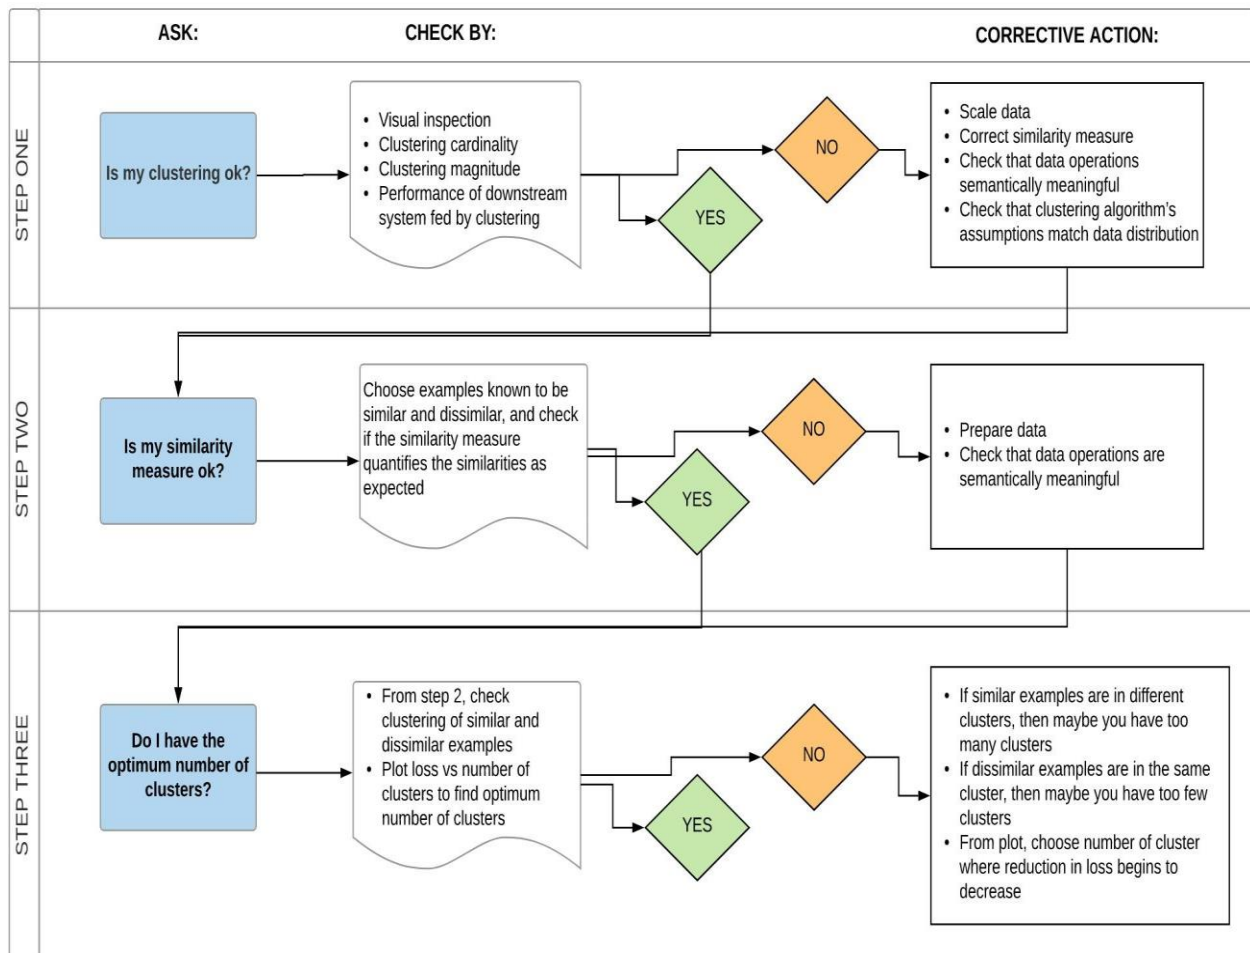 ASK:
CHECK BY:
CORRECTIVE ACTION:
STEP ONE
Is my clustering ok?
• Visual inspection
• Clustering cardinality
• Clustering magnitude
• Performance of downstream
system fed by clustering
NO
YES
• Scale data
• Correct similarity measure
• Check that data operations
semantically meaningful
• Check that clustering algorithm's
assumptions match data distribution
STEP TWO
Is my similarity
measure ok?
Choose examples known to be
similar and dissimilar, and check
if the similarity measure
quantifies the similarities as
expected
NO
YES
• Prepare data
• Check that data operations are
semantically meaningful
STEP THREE
Do I have the
optimum number of
clusters?
• From step 2, check
clustering of similar and
dissimilar examples
• Plot loss vs number of
clusters to find optimum
number of clusters
NO
YES
• If similar examples are in different
clusters, then maybe you have too
many clusters
• If dissimilar examples are in the same
cluster, then maybe you have too few
clusters
• From plot, choose number of cluster
where reduction in loss begins to
decrease